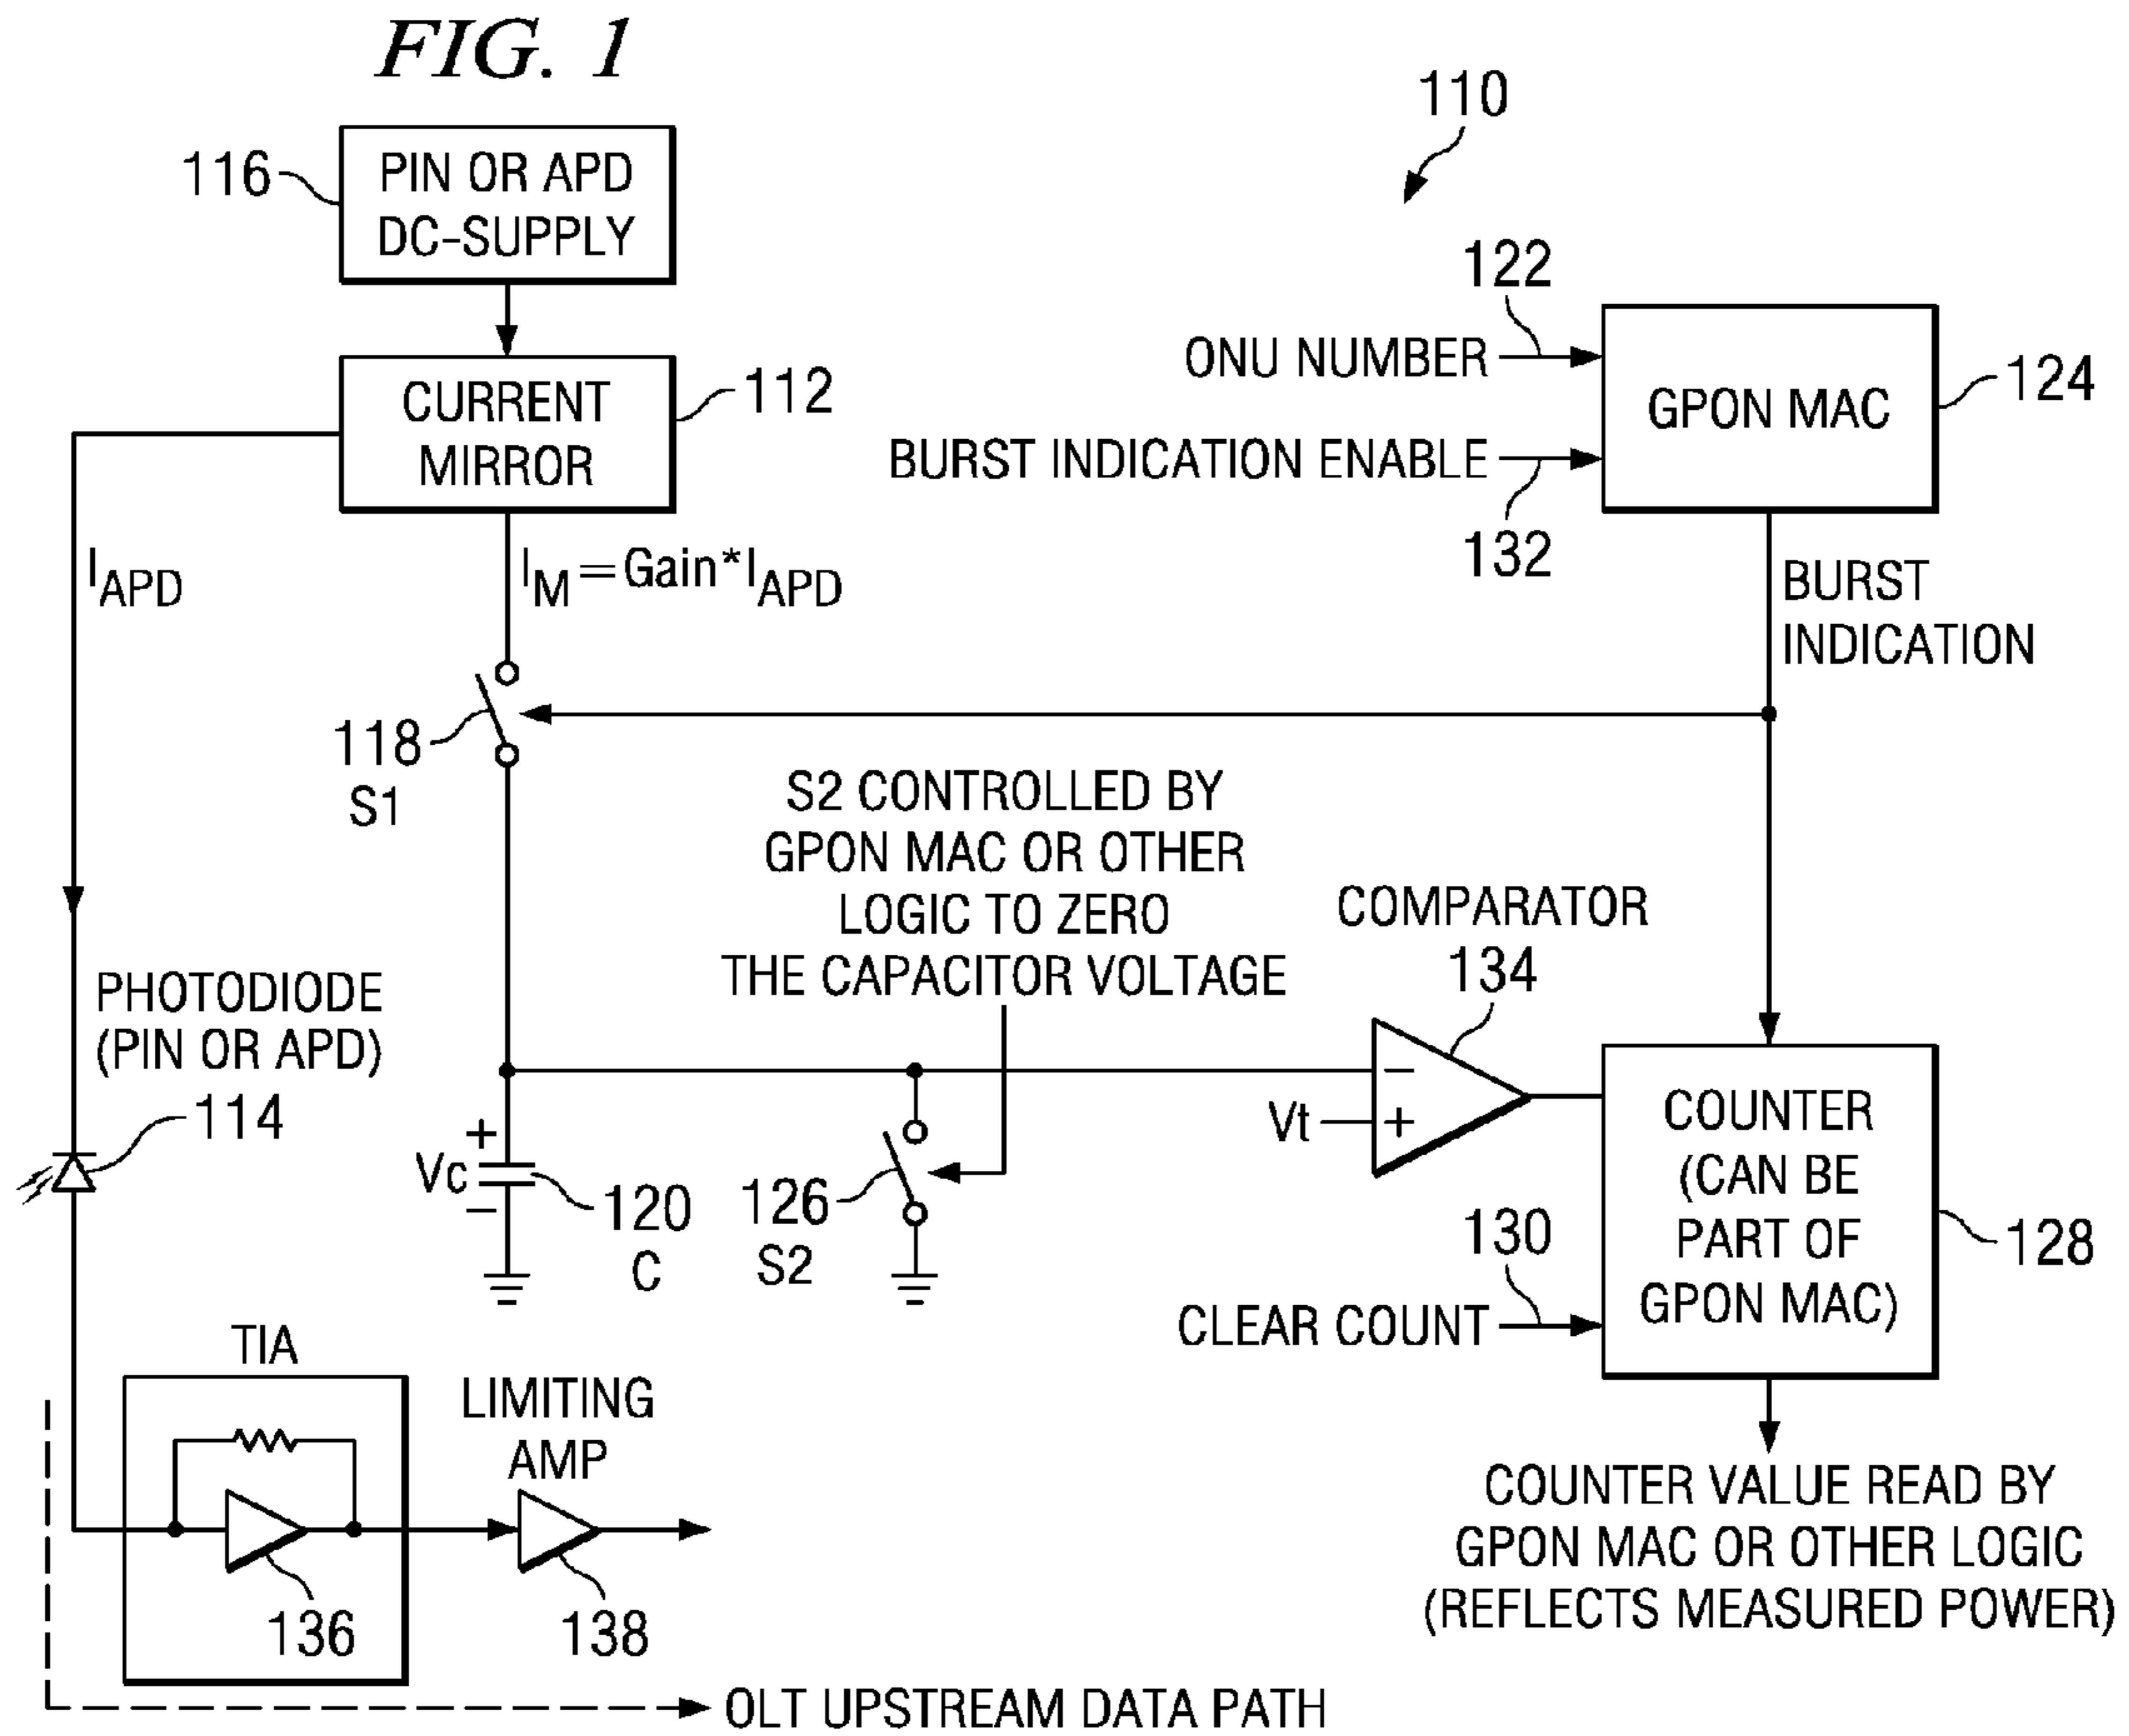 FIG. 1
110
116
PIN OR APD
DC-SUPPLY
122
ONU NUMBER
GPON MAC
124
CURRENT
MIRROR
112
BURST INDICATION ENABLE
132
I_APD
I_M=Gain*I_APD
BURST
INDICATION
118
S1
S2 CONTROLLED BY
GPON MAC OR OTHER
LOGIC TO ZERO
THE CAPACITOR VOLTAGE
COMPARATOR
134
PHOTODIODE
(PIN OR APD)
114
+
Vc
−
120
C
126
S2
−
Vt
+
COUNTER
(CAN BE
PART OF
GPON MAC)
128
130
CLEAR COUNT
TIA
LIMITING
AMP
136
138
COUNTER VALUE READ BY
GPON MAC OR OTHER LOGIC
(REFLECTS MEASURED POWER)
OLT UPSTREAM DATA PATH